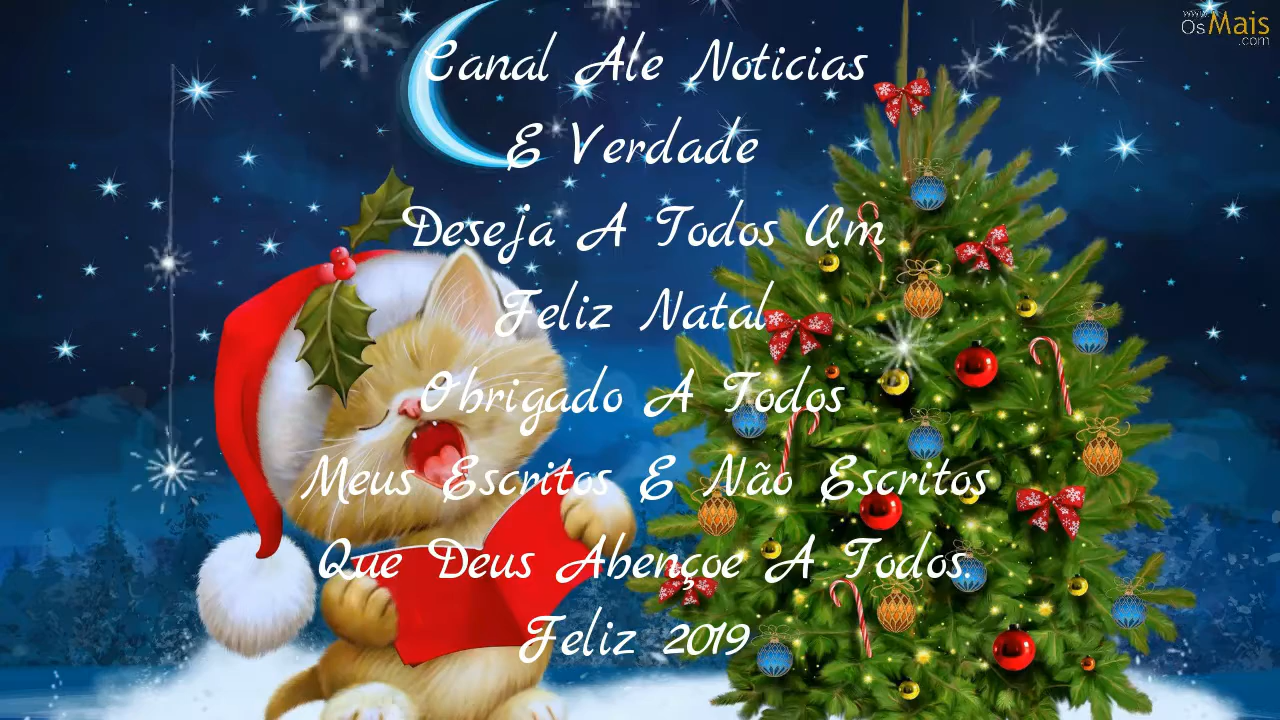 www.
OsMais
.com
Canal Ale Noticias
E Verdade
Deseja A Todos Um
Feliz Natal
Obrigado A Todos
Meus Escritos E Não Escritos
Que Deus Abençoe A Todos.
Feliz 2019